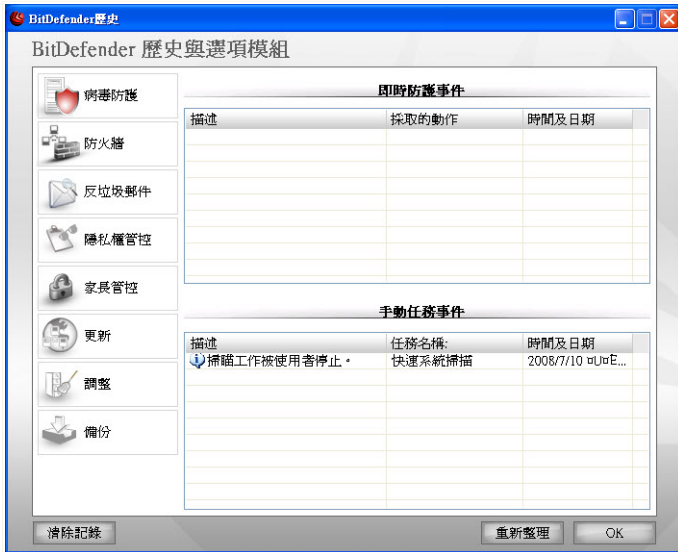 BitDefender歷史
BitDefender 歷史與選項模組
病毒防護
防火牆
反垃圾郵件
隱私權管控
家長管控
更新
調整
備份
即時防護事件
描述 採取的動作 時間及日期
手動任務事件
描述 任務名稱: 時間及日期
掃瞄工作被使用者停止。 快速系統掃描 2008/7/10 ¤U¤È...
清除記錄 重新整理 OK